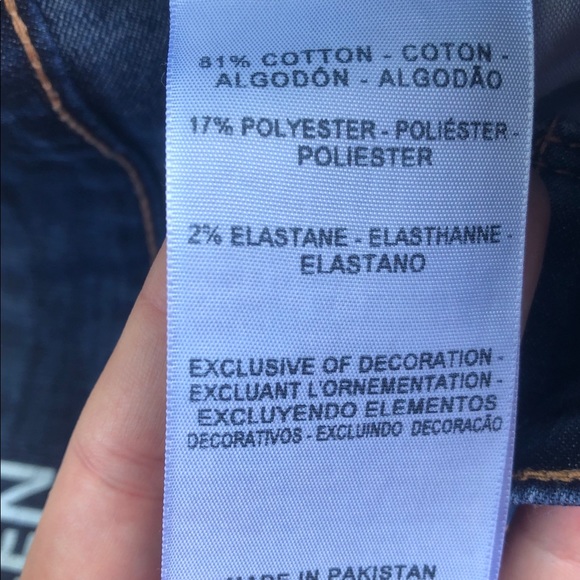 81% COTTON - COTON -
ALGODÓN - ALGODÃO
17% POLYESTER - POLIÉSTER -
POLIESTER
2% ELASTANE - ELASTHANNE -
ELASTANO
EXCLUSIVE OF DECORATION -
EXCLUANT L'ORNEMENTATION -
EXCLUYENDO ELEMENTOS
DECORATIVOS - EXCLUINDO DECORAÇÃO
MADE IN PAKISTAN